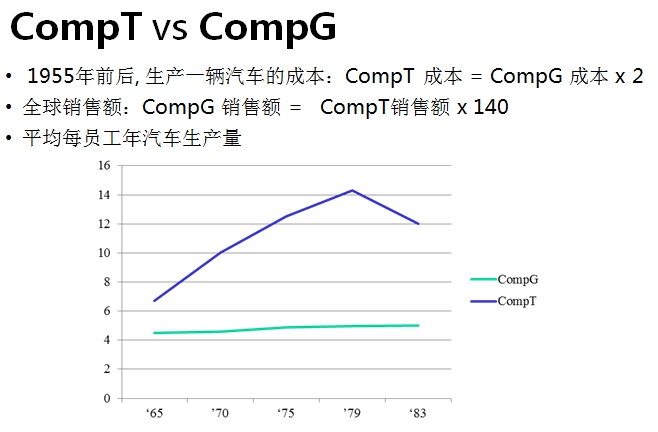 CompT vs CompG
• 1955年前后, 生产一辆汽车的成本：CompT 成本 = CompG 成本 x 2
• 全球销售额：CompG 销售额 = CompT销售额 x 140
• 平均每员工年汽车生产量
16
14
12
10
8
6
4
2
0
‘65
’70
‘75
’79
‘83
CompG
CompT